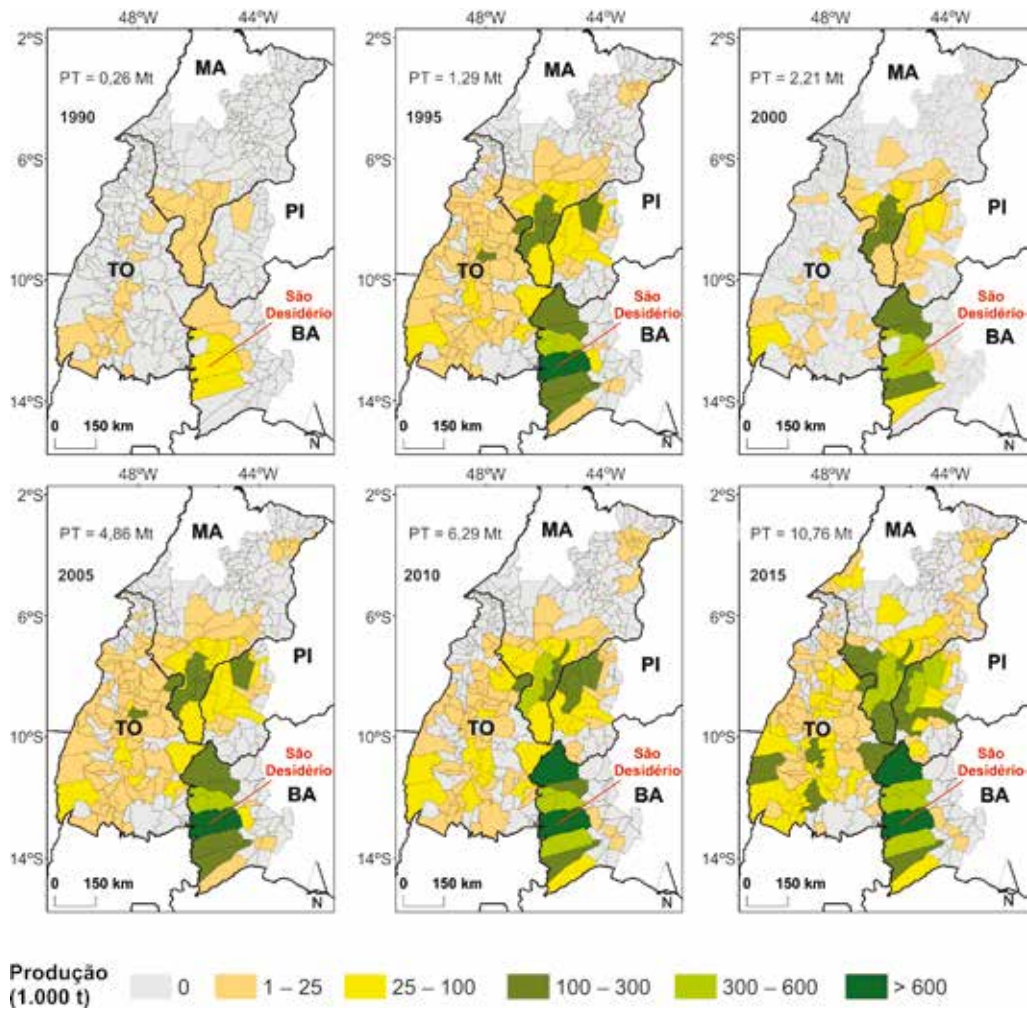 48°W 44°W
48°W 44°W
48°W 44°W
2°S
2°S
2°S
MA
MA
MA
PT = 0,26 Mt
PT = 1,29 Mt
PT = 2,21 Mt
1990
1995
2000
6°S
6°S
6°S
PI
PI
PI
TO
TO
TO
10°S
10°S
10°S
São
Desidério
São
Desidério
São
Desidério
BA
BA
BA
14°S
14°S
14°S
0 150 km
0 150 km
0 150 km
N
N
N
48°W 44°W
48°W 44°W
48°W 44°W
2°S
2°S
2°S
MA
MA
MA
PT = 4,86 Mt
PT = 6,29 Mt
PT = 10,76 Mt
2005
2010
2015
6°S
6°S
6°S
PI
PI
PI
TO
TO
TO
10°S
10°S
10°S
São
Desidério
São
Desidério
São
Desidério
BA
BA
BA
14°S
14°S
14°S
0 150 km
0 150 km
0 150 km
N
N
N
Produção
(1.000 t)
0
1 – 25
25 – 100
100 – 300
300 – 600
> 600